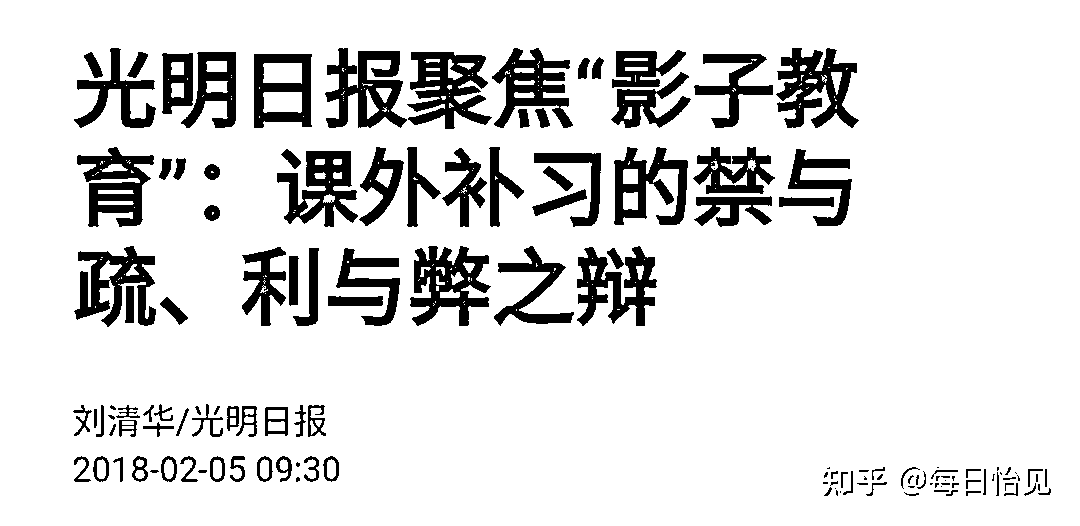 光明日报聚焦“影子教
育”：课外补习的禁与
疏、利与弊之辩
刘清华/光明日报
2018-02-05 09:30
知乎 @每日怡见